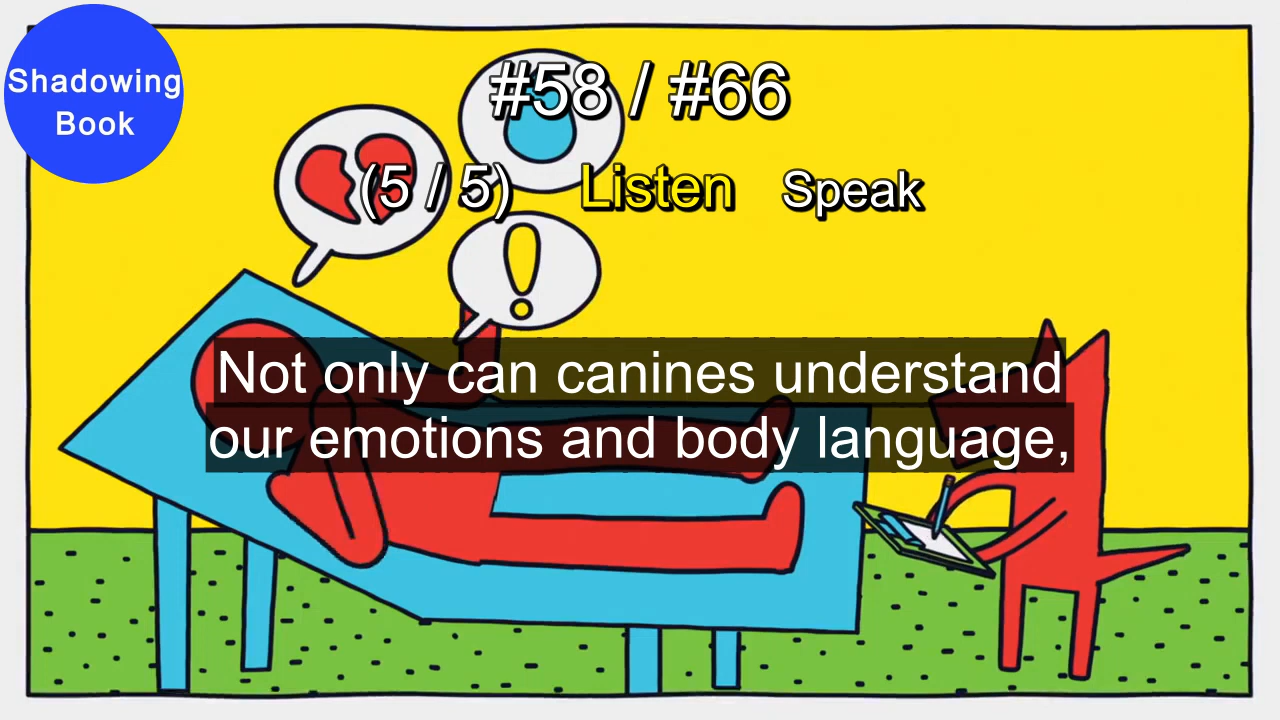 Shadowing
Book
#58 / #66
(5 / 5) Listen Speak
Not only can canines understand
our emotions and body language,